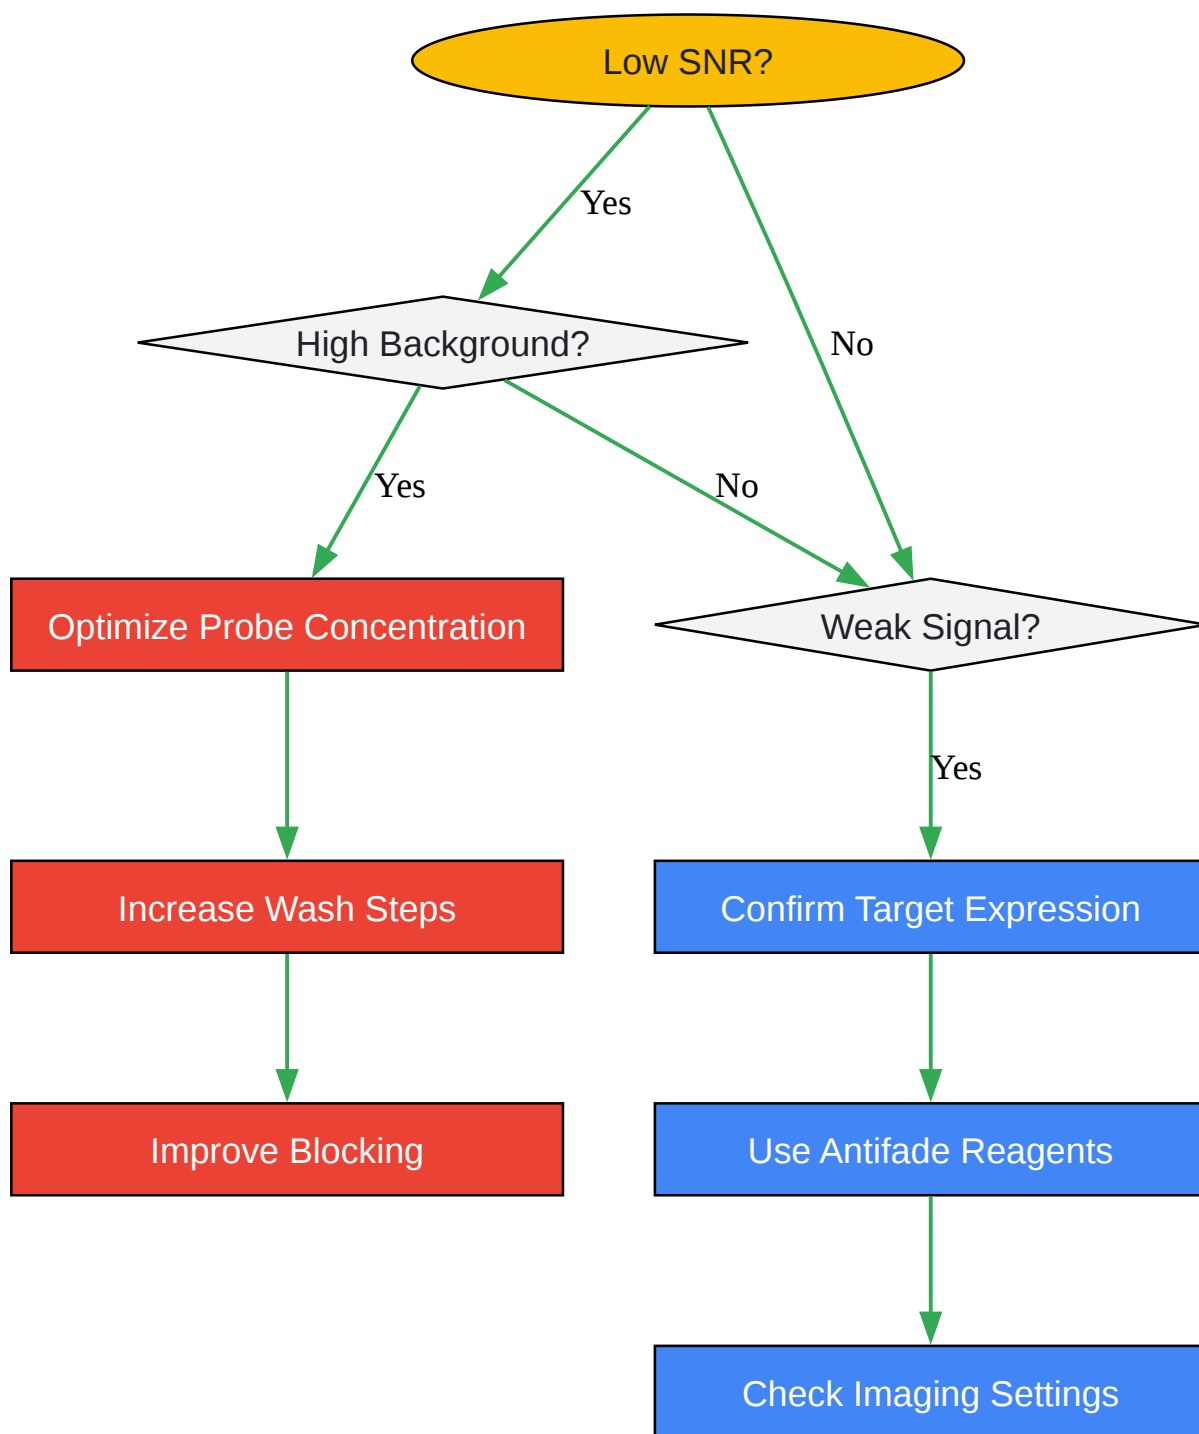 Low SNR?
Yes
High Background?
No
Yes
No
Optimize Probe Concentration
Weak Signal?
Yes
Increase Wash Steps
Confirm Target Expression
Improve Blocking
Use Antifade Reagents
Check Imaging Settings